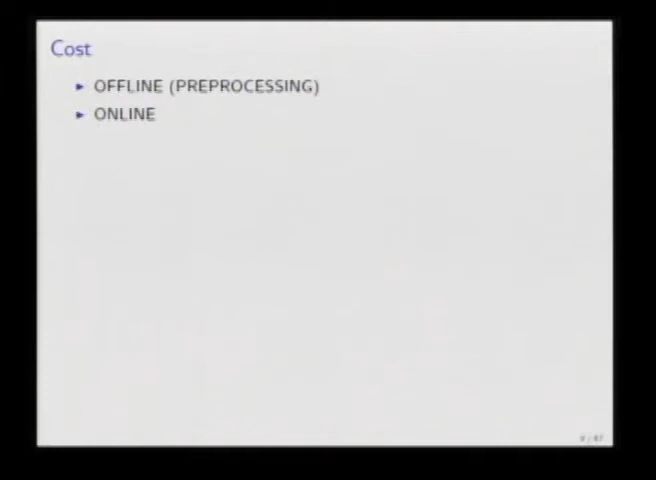 Cost
► OFFLINE (PREPROCESSING)
► ONLINE